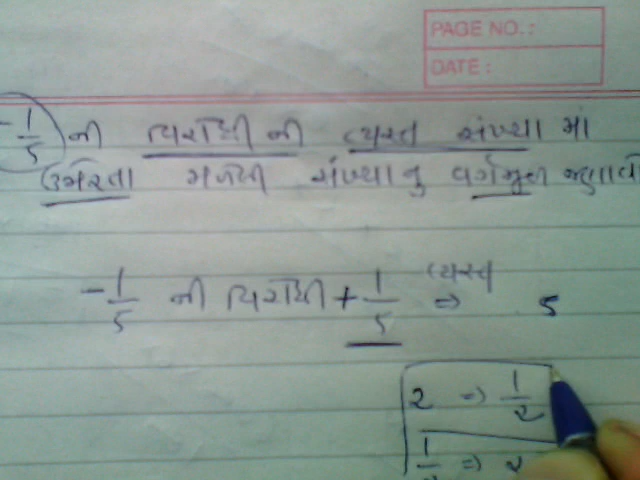 PAGE NO.:
DATE :
-1/5 ની વિરોધીની વ્યસ્ત સંખ્યા માં
ઉમેરતા મળતી સંખ્યાનુ વર્ગમૂળ જણાવો
-1/5 ની વિરોધી +1/5 વ્યસ્ત ⇒ 5
2 ⇒ 1/2